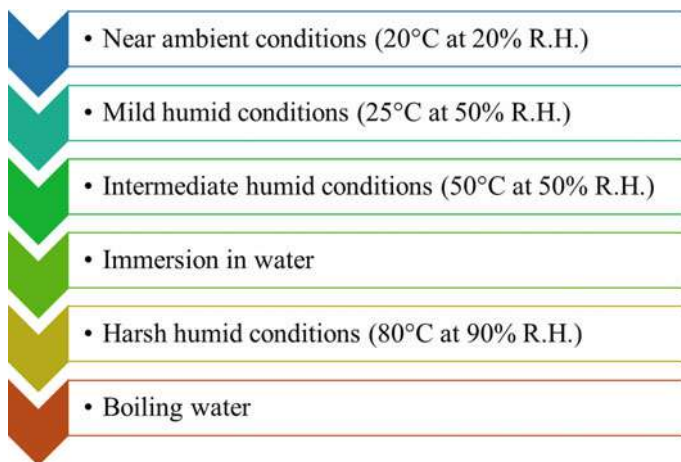 • Near ambient conditions (20°C at 20% R.H.)
• Mild humid conditions (25°C at 50% R.H.)
• Intermediate humid conditions (50°C at 50% R.H.)
• Immersion in water
• Harsh humid conditions (80°C at 90% R.H.)
• Boiling water